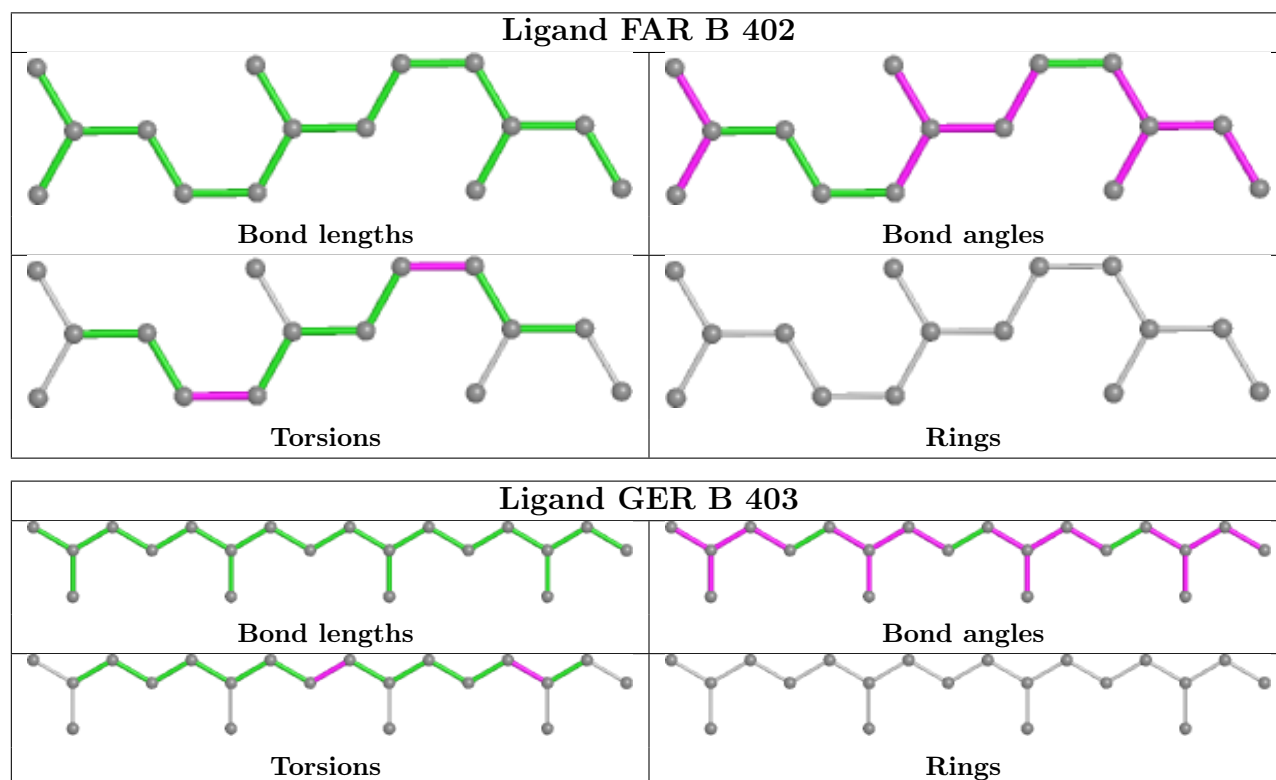 Ligand FAR B 402
Bond lengths
Bond angles
Torsions
Rings
Ligand GER B 403
Bond lengths
Bond angles
Torsions
Rings